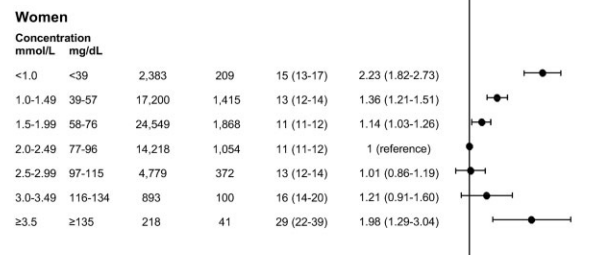 Women
Concentration
mmol/L mg/dL
<1.0 <39 2,383 209 15 (13-17) 2.23 (1.82-2.73)
1.0-1.49 39-57 17,200 1,415 13 (12-14) 1.36 (1.21-1.51)
1.5-1.99 58-76 24,549 1,868 11 (11-12) 1.14 (1.03-1.26)
2.0-2.49 77-96 14,218 1,054 11 (11-12) 1 (reference)
2.5-2.99 97-115 4,779 372 13 (12-14) 1.01 (0.86-1.19)
3.0-3.49 116-134 893 100 16 (14-20) 1.21 (0.91-1.60)
≥3.5 ≥135 218 41 29 (22-39) 1.98 (1.29-3.04)